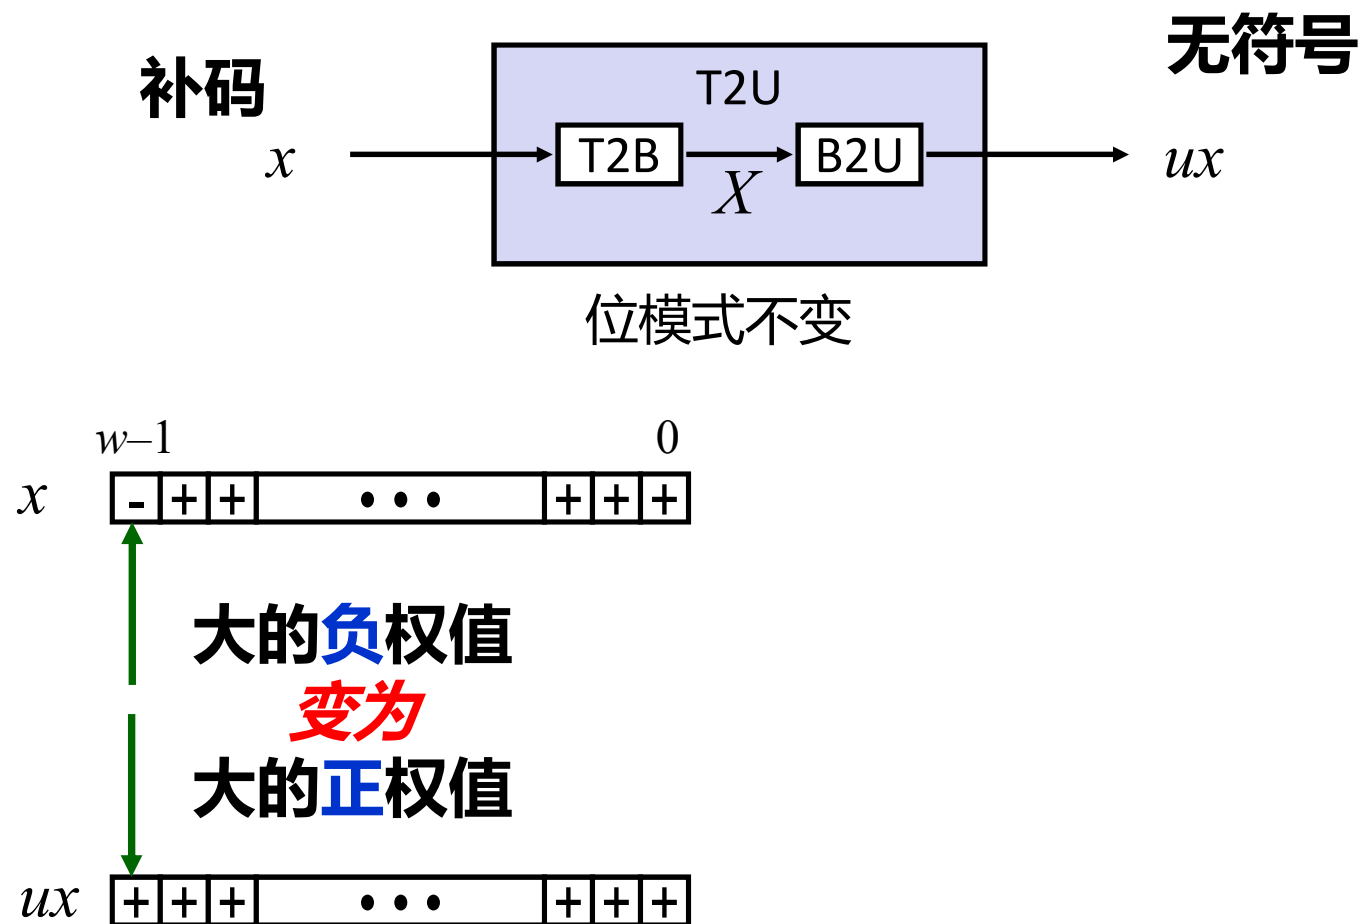 无符号
补码
T2U
x
T2B
B2U
ux
X
位模式不变
w–1
0
x
- + + • • • + + +
大的负权值
变为
大的正权值
ux
+ + + • • • + + +